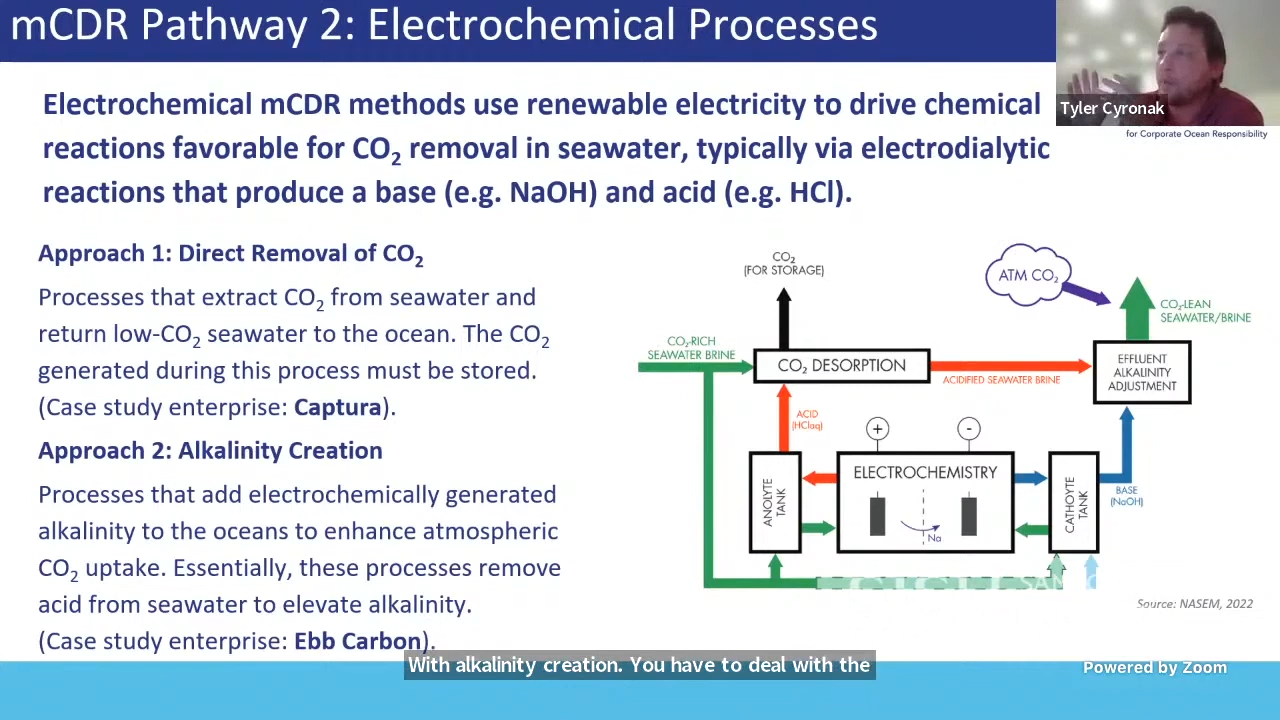 mCDR Pathway 2: Electrochemical Processes
Tyler Cyronak
for Corporate Ocean Responsibility
Electrochemical mCDR methods use renewable electricity to drive chemical
reactions favorable for CO₂ removal in seawater, typically via electrodialytic
reactions that produce a base (e.g. NaOH) and acid (e.g. HCl).
Approach 1: Direct Removal of CO₂
Processes that extract CO₂ from seawater and
return low-CO₂ seawater to the ocean. The CO₂
generated during this process must be stored.
(Case study enterprise: Captura).
Approach 2: Alkalinity Creation
Processes that add electrochemically generated
alkalinity to the oceans to enhance atmospheric
CO₂ uptake. Essentially, these processes remove
acid from seawater to elevate alkalinity.
(Case study enterprise: Ebb Carbon).
CO₂
(FOR STORAGE)
ATM CO₂
CO₂-LEAN
SEAWATER/BRINE
CO₂-RICH
SEAWATER BRINE
CO₂ DESORPTION
ACIDIFIED SEAWATER BRINE
EFFLUENT
ALKALINITY
ADJUSTMENT
ACID
(HClaq)
+
-
ANOLYTE
TANK
ELECTROCHEMISTRY
Na
CATHOYTE
TANK
BASE
(NaOH)
Source: NASEM, 2022
With alkalinity creation. You have to deal with the
Powered by Zoom